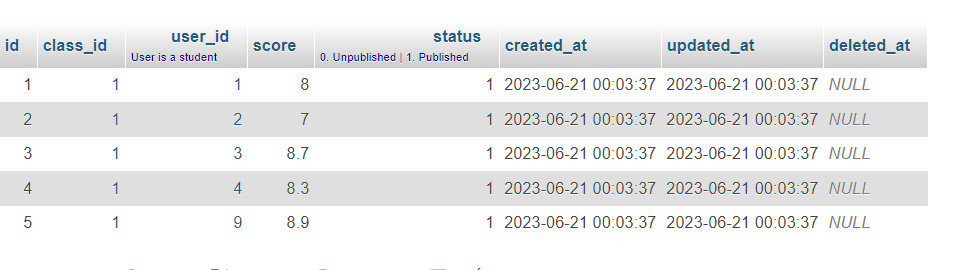 id class_id user_id score status created_at updated_at deleted_at
User is a student 0. Unpublished | 1. Published
1 1 1 8 1 2023-06-21 00:03:37 2023-06-21 00:03:37 NULL
2 1 2 7 1 2023-06-21 00:03:37 2023-06-21 00:03:37 NULL
3 1 3 8.7 1 2023-06-21 00:03:37 2023-06-21 00:03:37 NULL
4 1 4 8.3 1 2023-06-21 00:03:37 2023-06-21 00:03:37 NULL
5 1 9 8.9 1 2023-06-21 00:03:37 2023-06-21 00:03:37 NULL